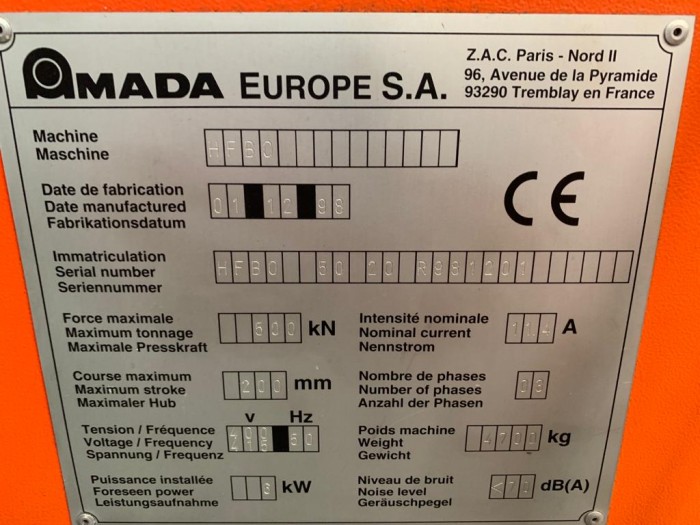 AMADA EUROPE S.A.
Z.A.C. Paris - Nord II
96, Avenue de la Pyramide
93290 Tremblay en France
Machine
Maschine
HFBO
Date de fabrication
Date manufactured
Fabrikationsdatum
01 12 98
CE
Immatriculation
Serial number
Seriennummer
HFBO 50 20 R981201
Force maximale
Maximum tonnage
Maximale Presskraft
500 kN
Intensité nominale
Nominal current
Nennstrom
A
Course maximum
Maximum stroke
Maximaler Hub
200 mm
Nombre de phases
Number of phases
Anzahl der Phasen
03
Tension / Fréquence
Voltage / Frequency
Spannung / Frequenz
V Hz
Poids machine
Weight
Gewicht
4700 kg
Puissance installée
Foreseen power
Leistungsaufnahme
kW
Niveau de bruit
Noise level
Geräuschpegel
<70 dB(A)